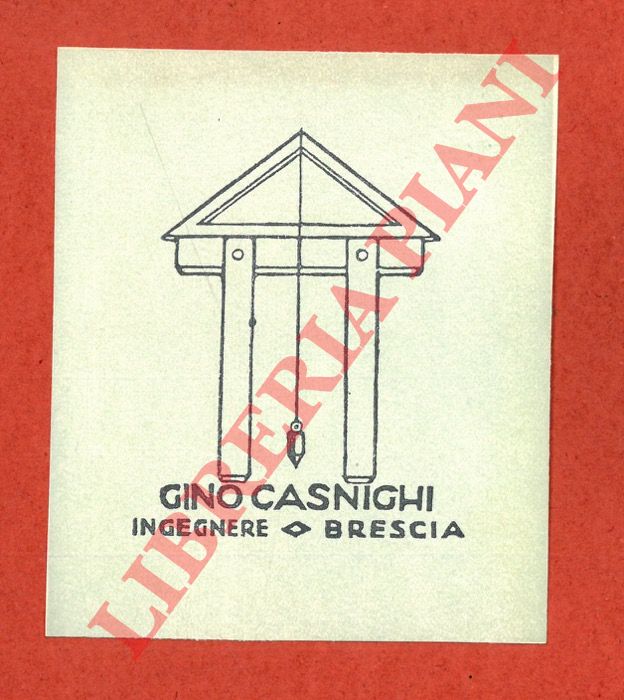 GINO CASNIGHI
INGEGNERE ◇ BRESCIA
LIBRERIA PIANI